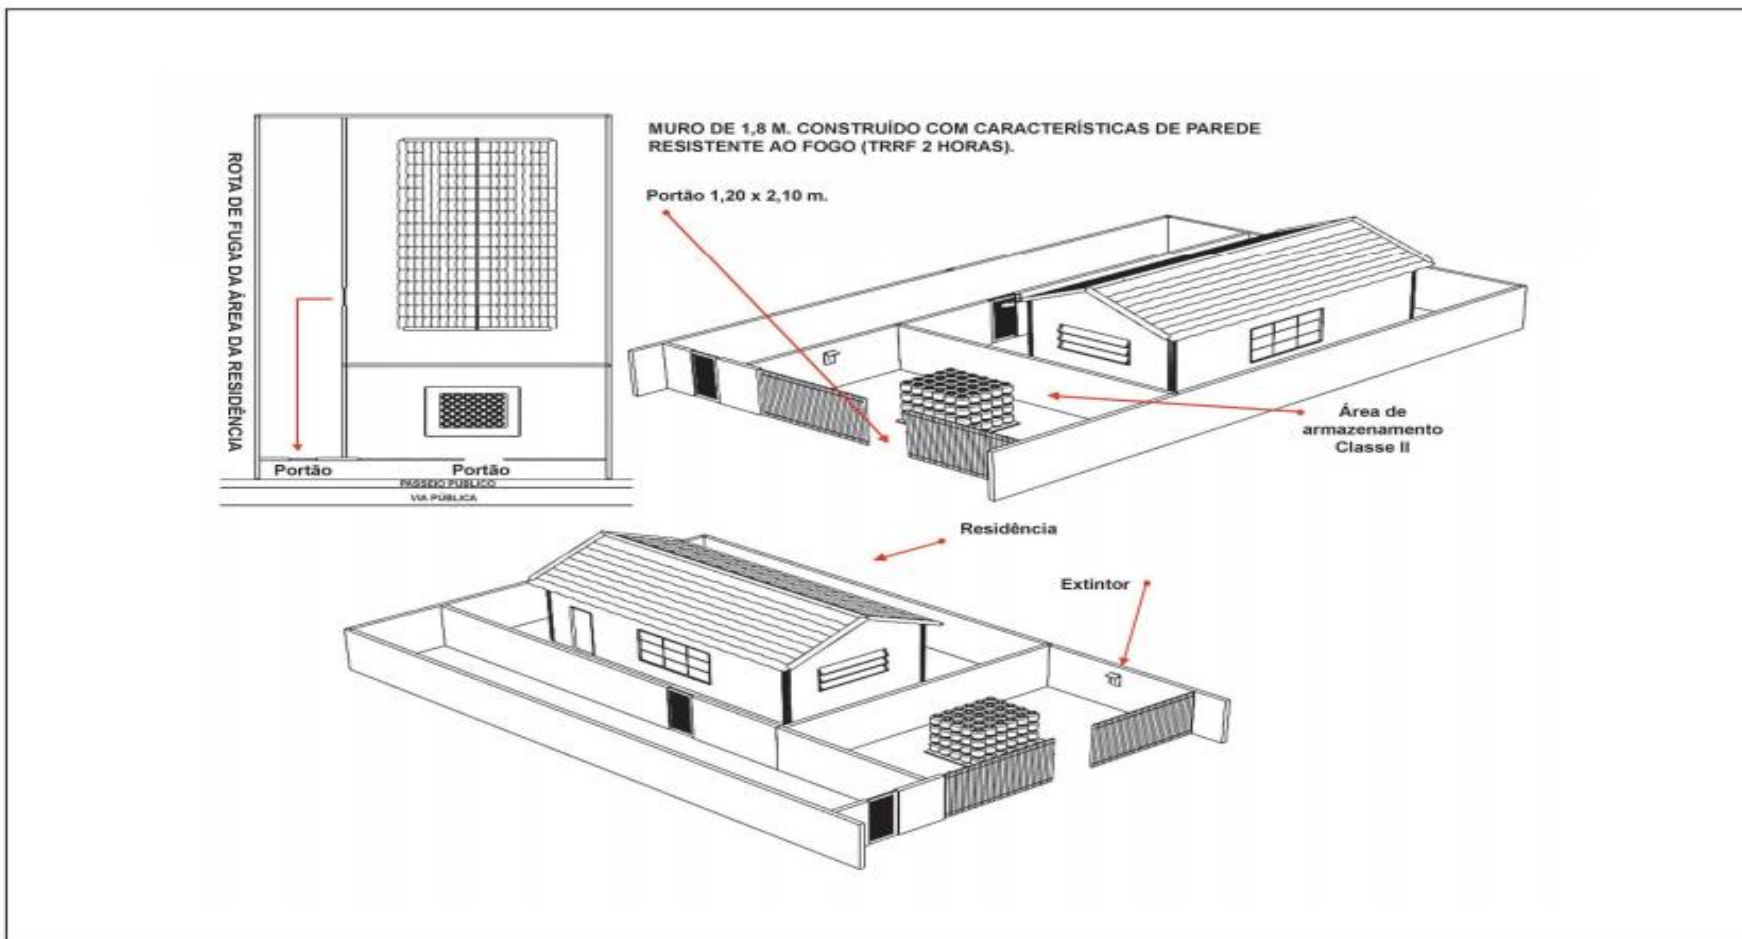 MURO DE 1,8 M. CONSTRUÍDO COM CARACTERÍSTICAS DE PAREDE
RESISTENTE AO FOGO (TRRF 2 HORAS).
ROTA DE FUGA DA ÁREA DA RESIDÊNCIA
Portão 1,20 x 2,10 m.
Área de
armazenamento
Classe II
Portão
Portão
PASSEIO PÚBLICO
VIA PÚBLICA
Residência
Extintor